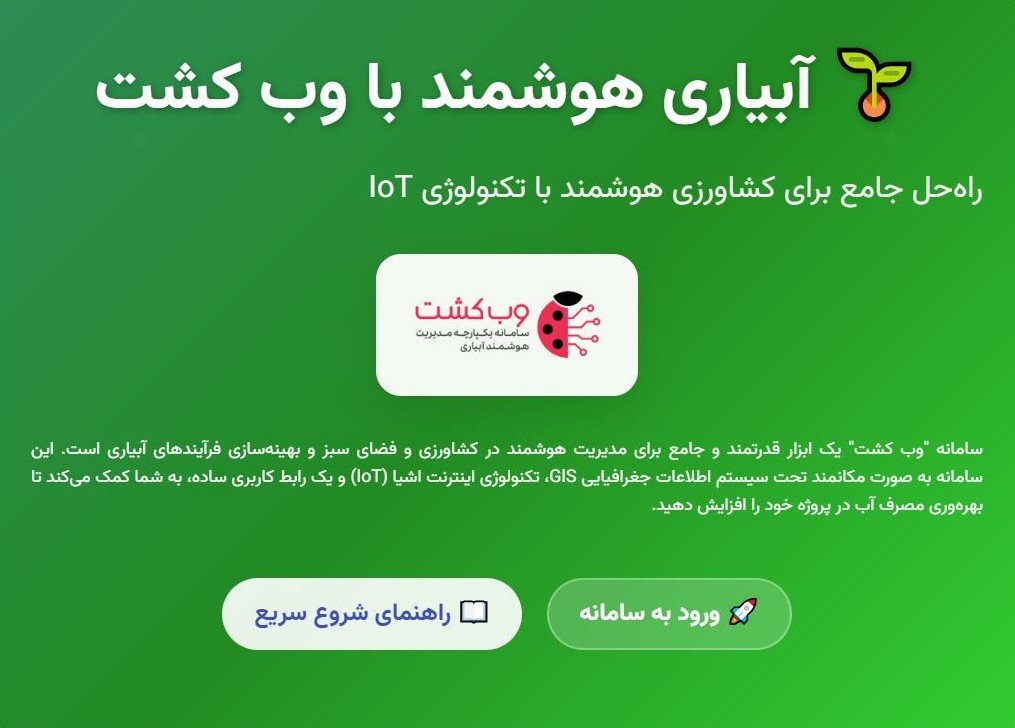 آبیاری هوشمند با وب کشت
راه‌حل جامع برای کشاورزی هوشمند با تکنولوژی IoT
وب کشت
سامانه یکپارچه مدیریت
هوشمند آبیاری
سامانه "وب کشت" یک ابزار قدرتمند و جامع برای مدیریت هوشمند در کشاورزی و فضای سبز و بهینه‌سازی فرآیندهای آبیاری است. این
سامانه به صورت مکانمند تحت سیستم اطلاعات جغرافیایی GIS، تکنولوژی اینترنت اشیا (IoT) و یک رابط کاربری ساده، به شما کمک می‌کند تا
بهره‌وری مصرف آب در پروژه خود را افزایش دهید.
ورود به سامانه
راهنمای شروع سریع